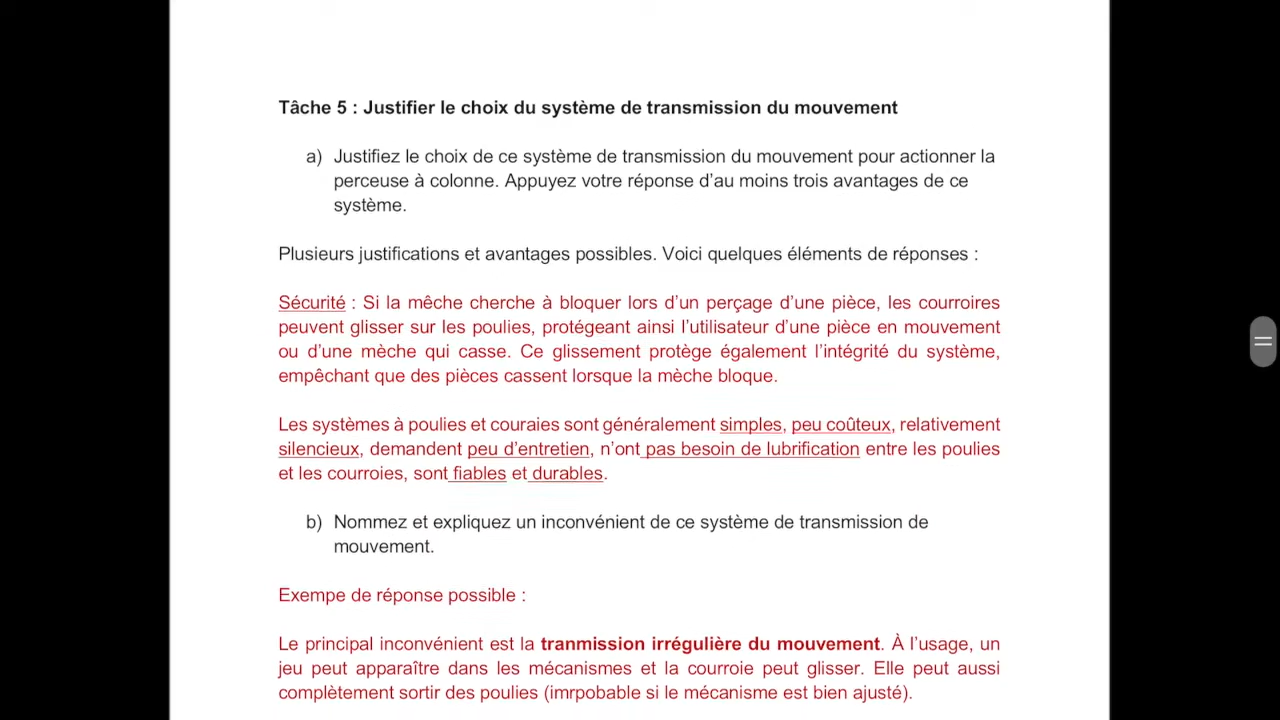 Tâche 5 : Justifier le choix du système de transmission du mouvement
a) Justifiez le choix de ce système de transmission du mouvement pour actionner la
perceuse à colonne. Appuyez votre réponse d’au moins trois avantages de ce
système.
Plusieurs justifications et avantages possibles. Voici quelques éléments de réponses :
Sécurité : Si la mêche cherche à bloquer lors d’un perçage d’une pièce, les courroires
peuvent glisser sur les poulies, protégeant ainsi l’utilisateur d’une pièce en mouvement
ou d’une mèche qui casse. Ce glissement protège également l’intégrité du système,
empêchant que des pièces cassent lorsque la mèche bloque.
Les systèmes à poulies et couraies sont généralement simples, peu coûteux, relativement
silencieux, demandent peu d’entretien, n’ont pas besoin de lubrification entre les poulies
et les courroies, sont fiables et durables.
b) Nommez et expliquez un inconvénient de ce système de transmission de
mouvement.
Exempe de réponse possible :
Le principal inconvénient est la tranmission irrégulière du mouvement. À l’usage, un
jeu peut apparaître dans les mécanismes et la courroie peut glisser. Elle peut aussi
complètement sortir des poulies (imrpobable si le mécanisme est bien ajusté).